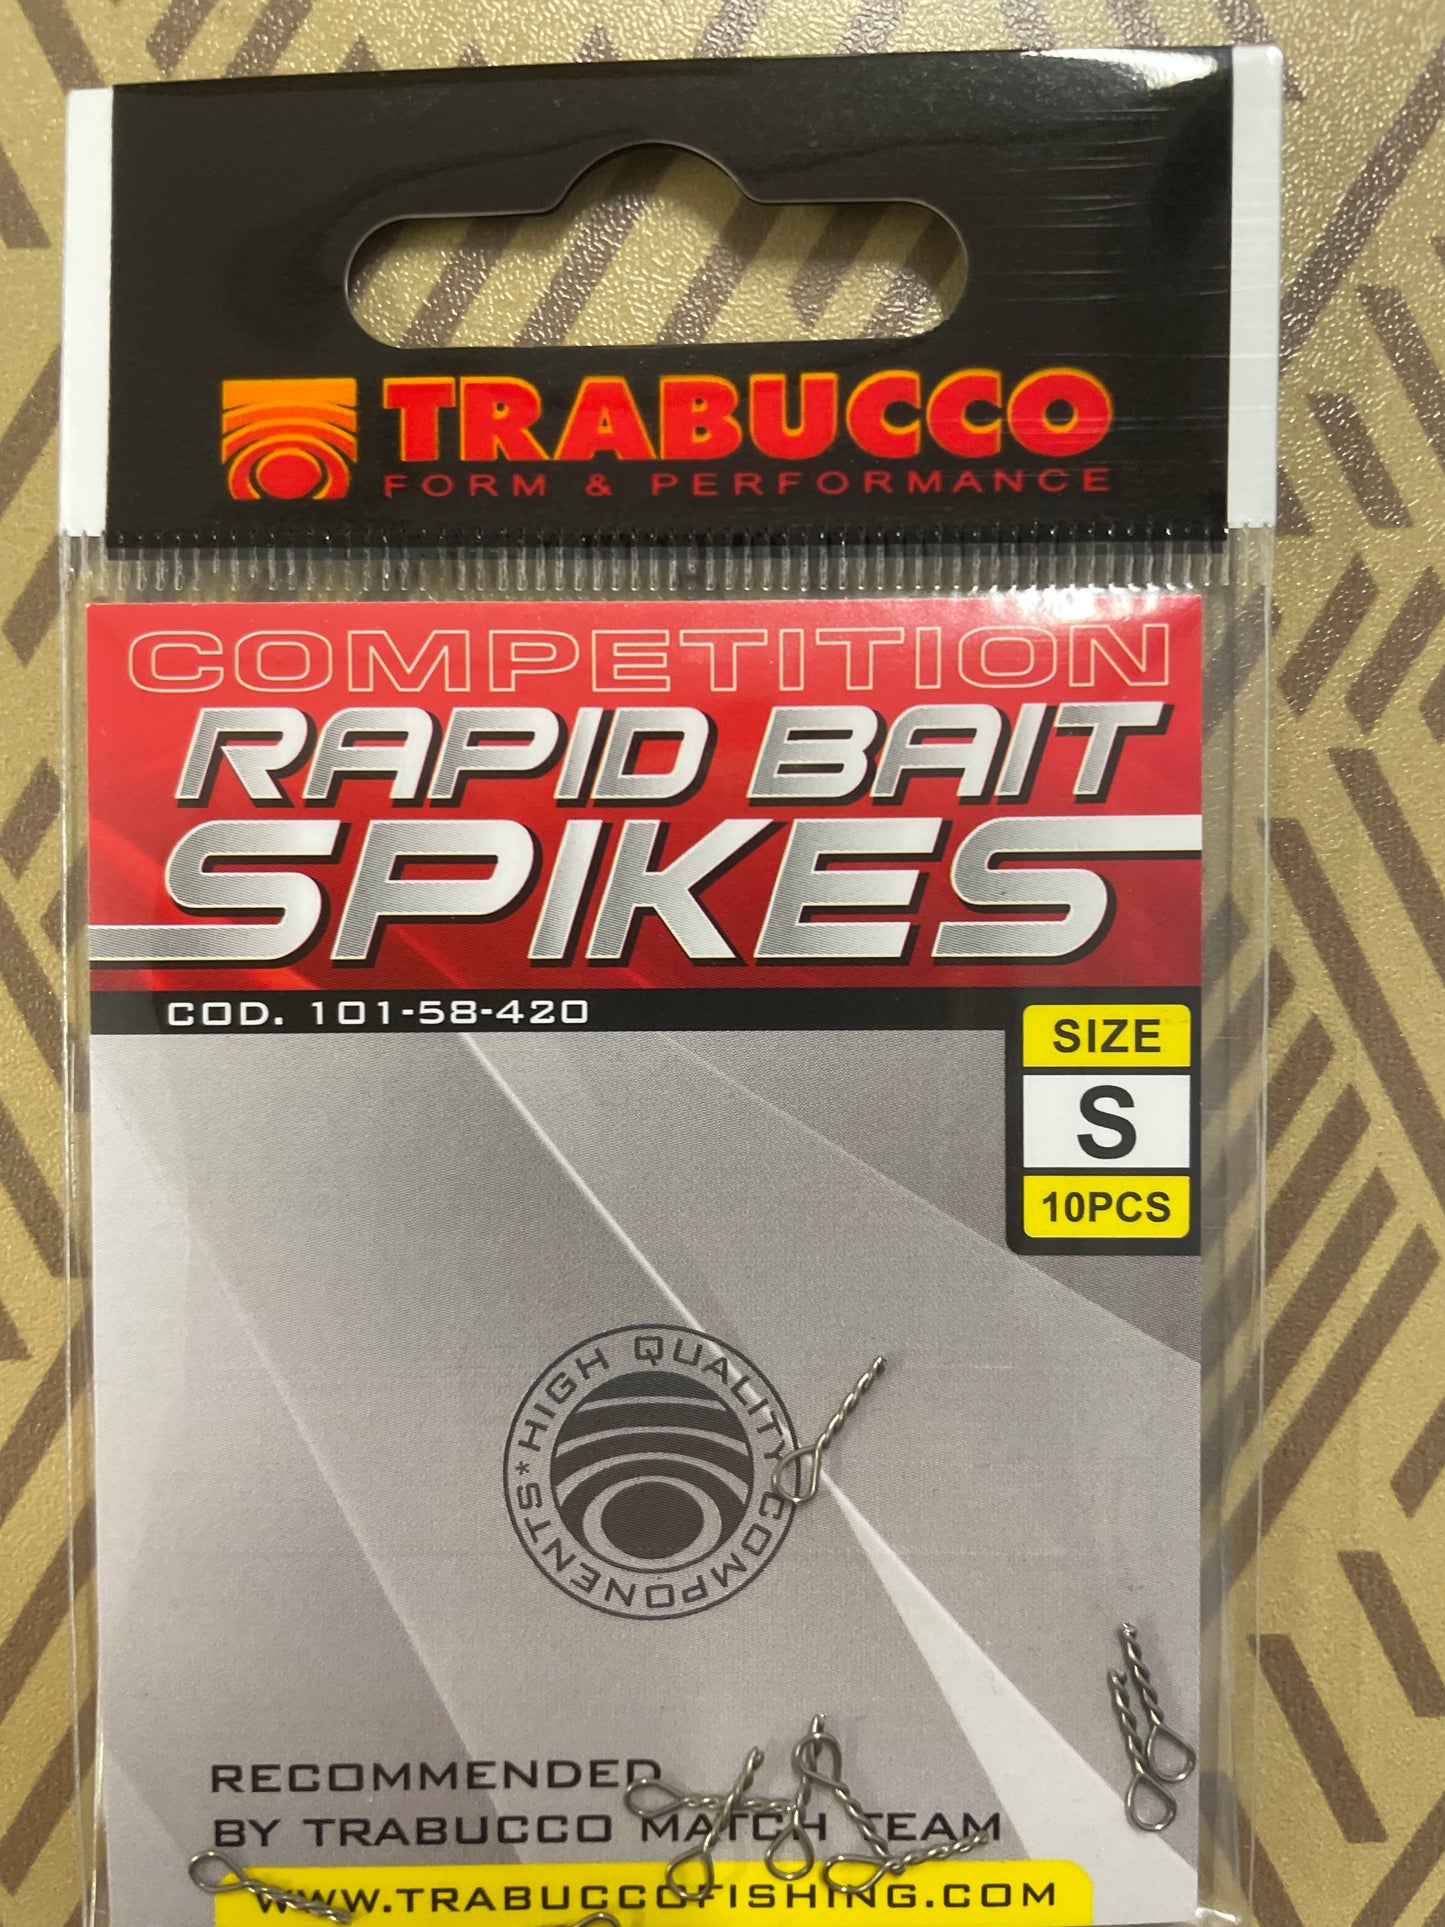 TRABUCCO
FORM & PERFORMANCE
COMPETITION
RAPID BAIT
SPIKES
COD. 101-58-420
SIZE
S
10PCS
HIGH QUALITY COMPONENTS*
RECOMMENDED
BY TRABUCCO MATCH TEAM
WWW.TRABUCCOFISHING.COM